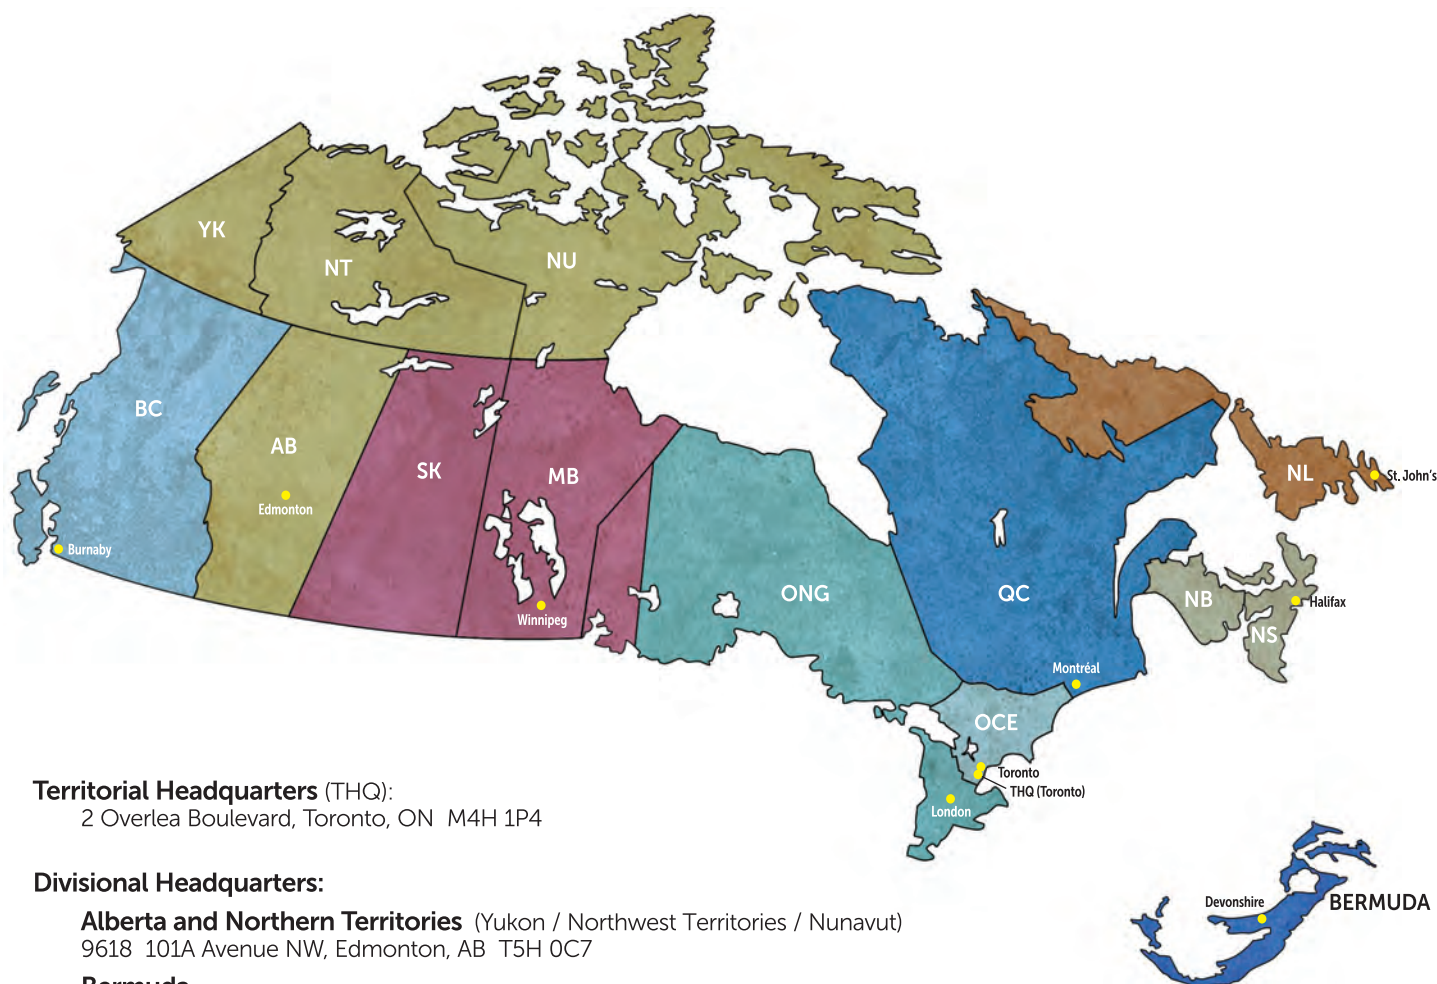 YK
NT
NU
BC
AB
SK
MB
ONG
QC
NL
St. John's
Edmonton
Burnaby
Winnipeg
NB
Halifax
NS
Montréal
OCE
Toronto
THQ (Toronto)
London
Territorial Headquarters (THQ):
2 Overlea Boulevard, Toronto, ON M4H 1P4
Divisional Headquarters:
Alberta and Northern Territories (Yukon / Northwest Territories / Nunavut)
9618 101A Avenue NW, Edmonton, AB T5H 0C7
Bermuda
Devonshire
BERMUDA